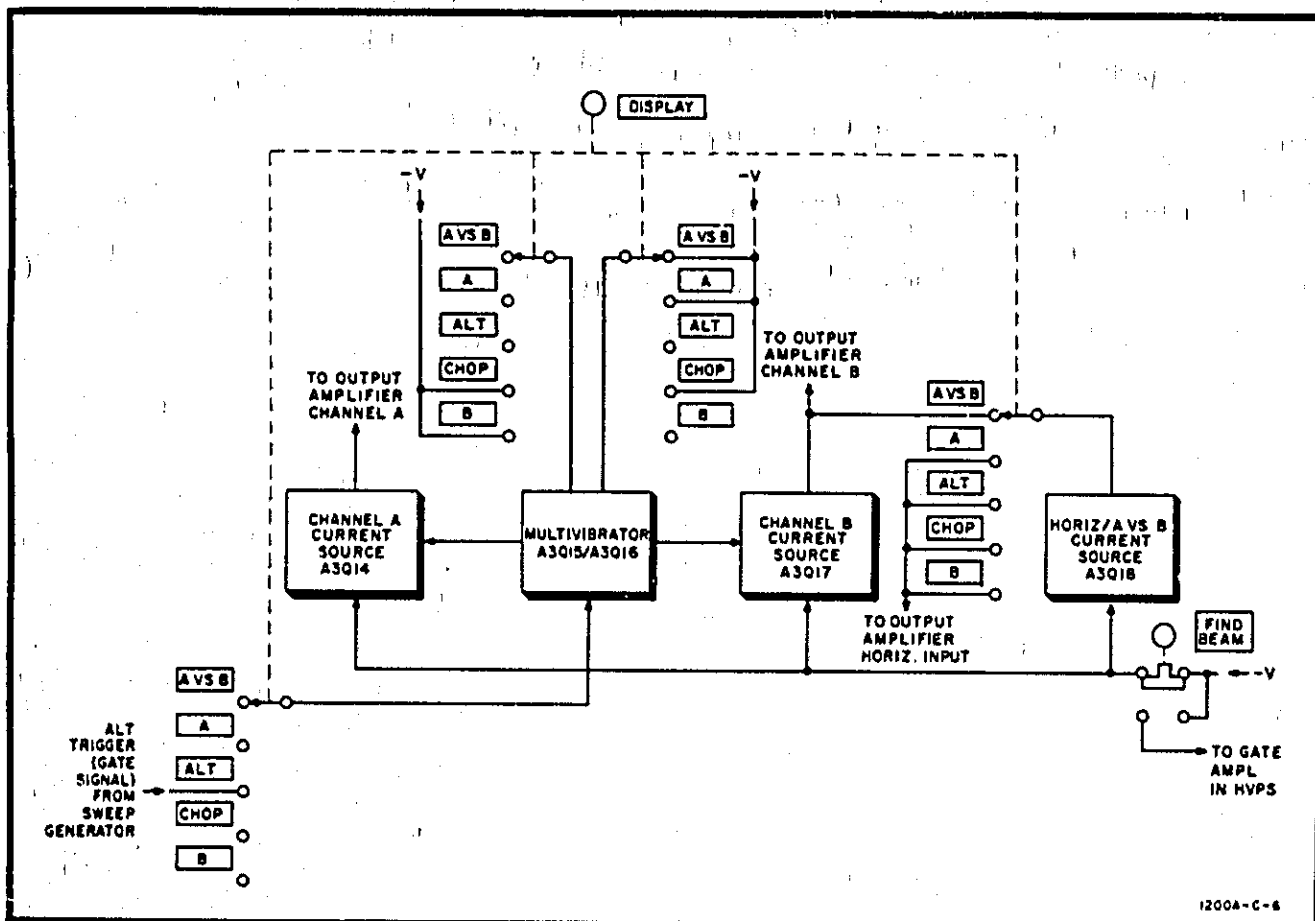 DISPLAY
-V
-V
A VS B
A
ALT
CHOP
B
A VS B
A
ALT
CHOP
B
TO OUTPUT
AMPLIFIER
CHANNEL A
TO OUTPUT
AMPLIFIER
CHANNEL B
A VS B
A
ALT
CHOP
B
CHANNEL A
CURRENT
SOURCE
A3Q14
MULTIVIBRATOR
A3Q15/A3Q16
CHANNEL B
CURRENT
SOURCE
A3Q17
HORIZ/A VS B
CURRENT
SOURCE
A3Q18
TO OUTPUT
AMPLIFIER
HORIZ. INPUT
FIND
BEAM
-V
TO GATE
AMPL
IN HVPS
A VS B
A
ALT
CHOP
B
ALT
TRIGGER
(GATE
SIGNAL)
FROM
SWEEP
GENERATOR
1200A-C-6